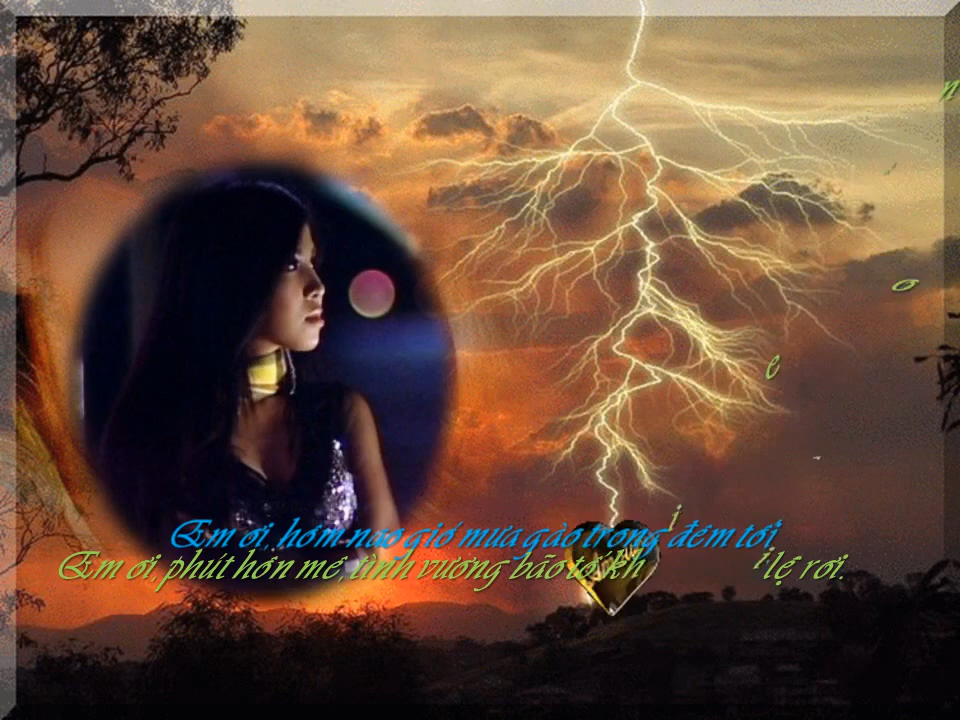 Em ơi, hôm nao gió mưa gào trong đêm tối
Em ơi, phút hôn mê, tình vương bão tố kh
lệ rơi.
i
i
e
o
n